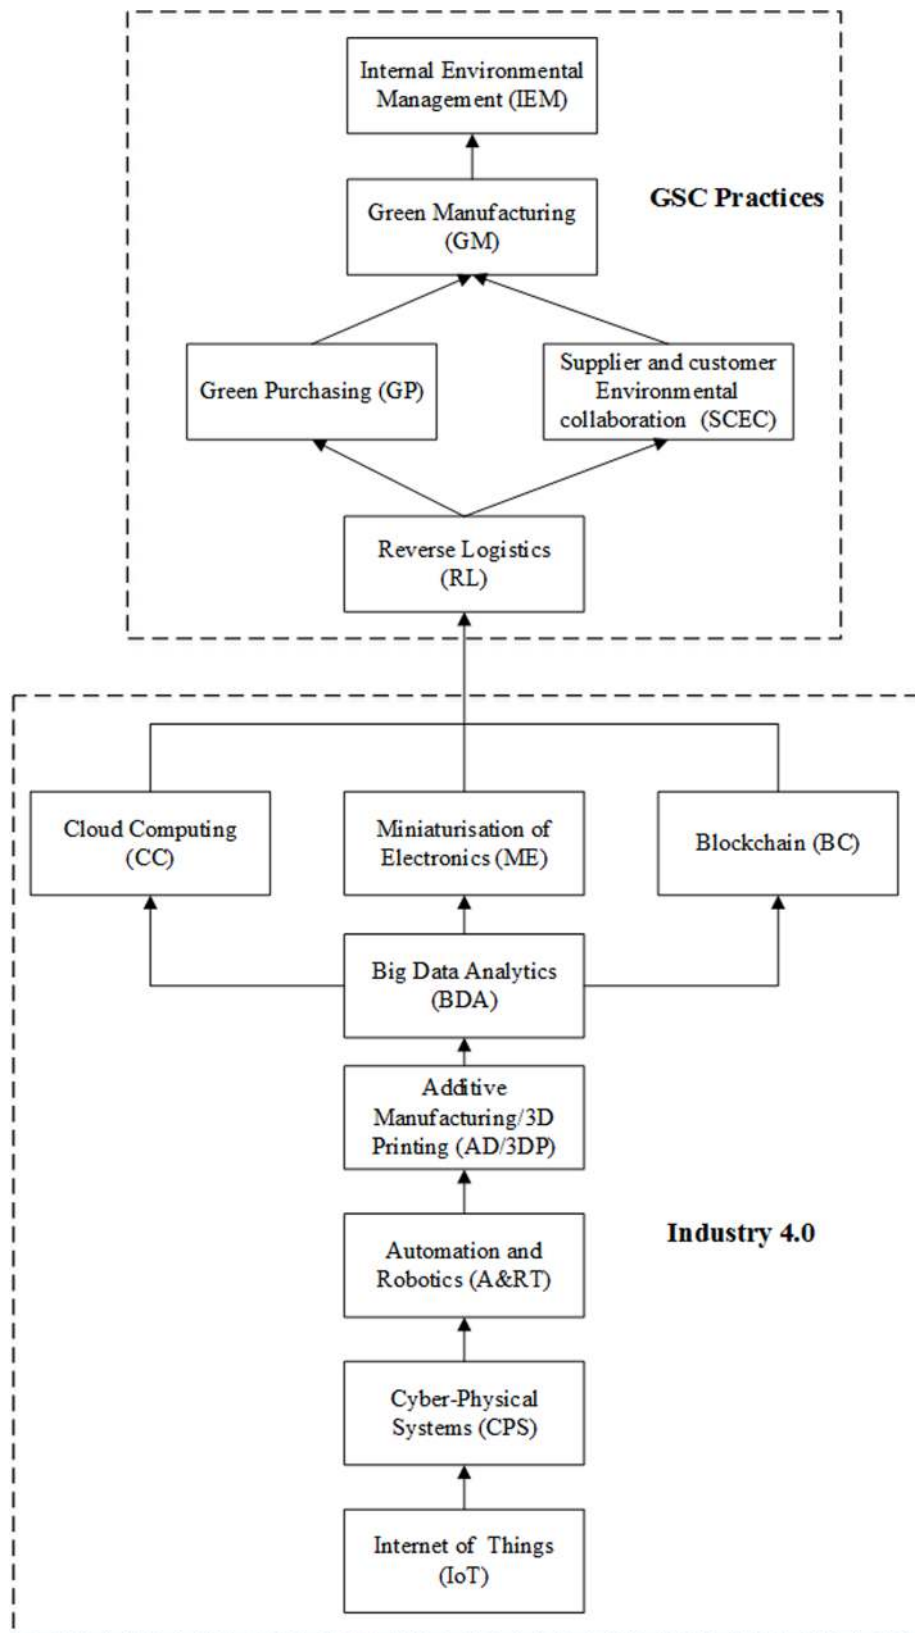 Internal Environmental
Management (IEM)
Green Manufacturing
(GM)
GSC Practices
Green Purchasing (GP)
Supplier and customer
Environmental
collaboration (SCEC)
Reverse Logistics
(RL)
Cloud Computing
(CC)
Miniaturisation of
Electronics (ME)
Blockchain (BC)
Big Data Analytics
(BDA)
Additive
Manufacturing/3D
Printing (AD/3DP)
Automation and
Robotics (A&RT)
Industry 4.0
Cyber-Physical
Systems (CPS)
Internet of Things
(IoT)